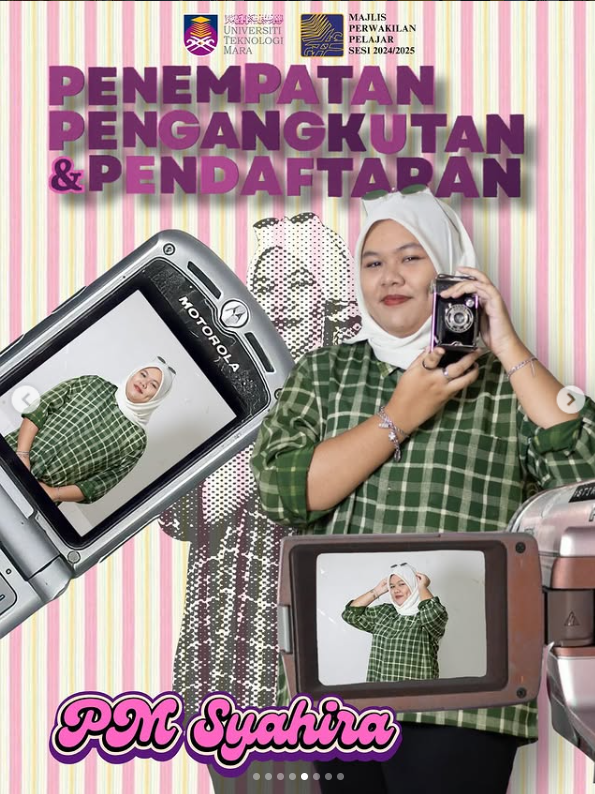 UNIVERSITI
TEKNOLOGI
MARA
MAJLIS
PERWAKILAN
PELAJAR
SESI 2024/2025
PENEMPATAN
PENGANGKUTAN
& PENDAFTARAN
MOTOROLA
PM Syahira